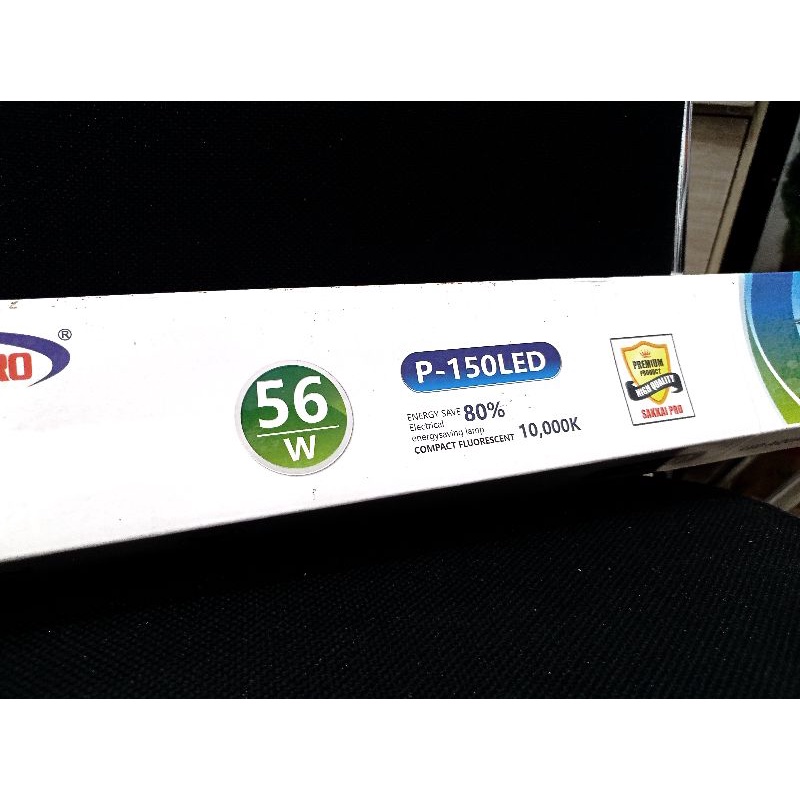 RO ®
56
W
P-150LED
ENERGY SAVE 80%
Electrical
energysaving lamp
COMPACT FLUORESCENT 10,000K
PREMIUM
PRODUCT
HIGH QUALITY
SAKKAI PRO